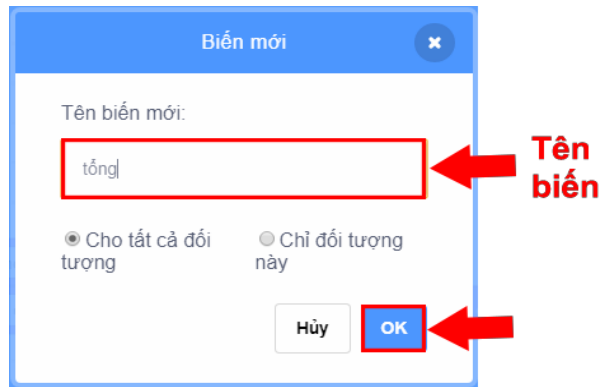 Biến mới
Tên biến mới:
tổng
Tên
biến
Cho tất cả đối
tượng
Chỉ đối tượng
này
Hủy
OK